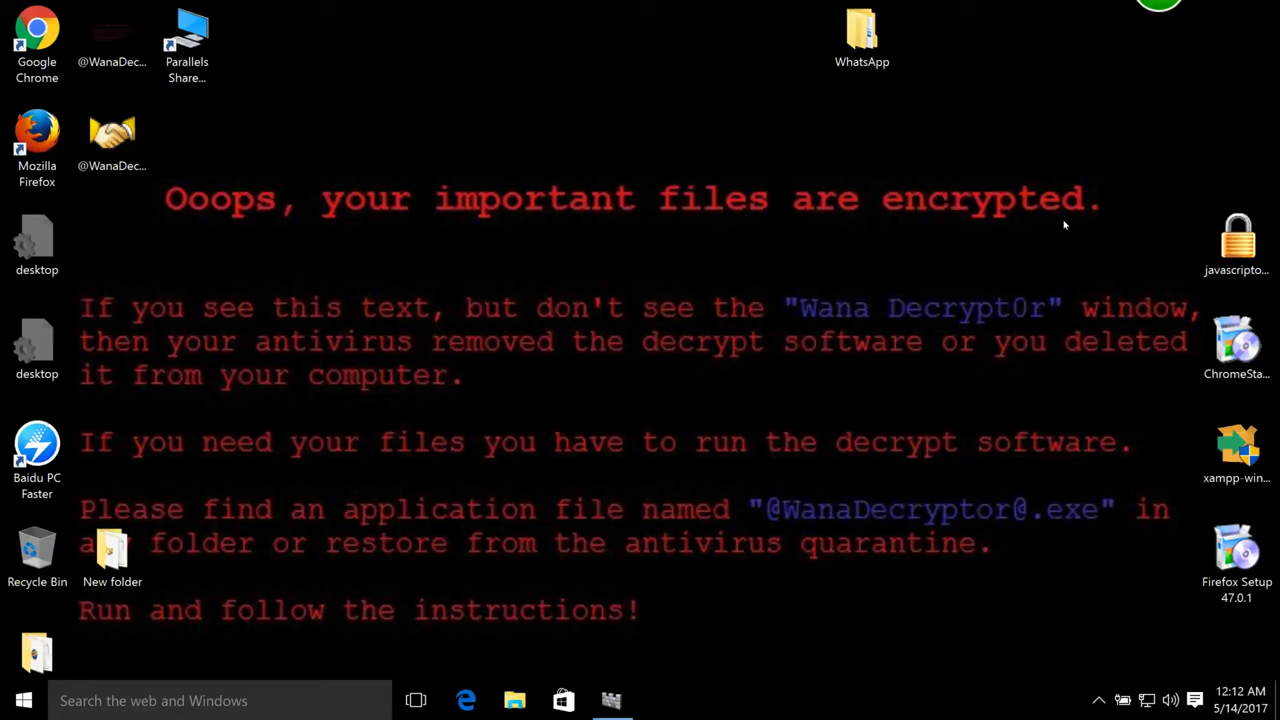 Google
Chrome
@WanaDec...
Parallels
Share...
WhatsApp
Mozilla
Firefox
@WanaDec...
Ooops, your important files are encrypted.
desktop
javascripto...
If you see this text, but don't see the "Wana Decrypt0r" window,
then your antivirus removed the decrypt software or you deleted
it from your computer.
desktop
ChromeSta...
If you need your files you have to run the decrypt software.
Baidu PC
Faster
xampp-win...
Please find an application file named "@WanaDecryptor@.exe" in
folder or restore from the antivirus quarantine.
Recycle Bin
New folder
Firefox Setup
47.0.1
Run and follow the instructions!
Search the web and Windows
12:12 AM
5/14/2017